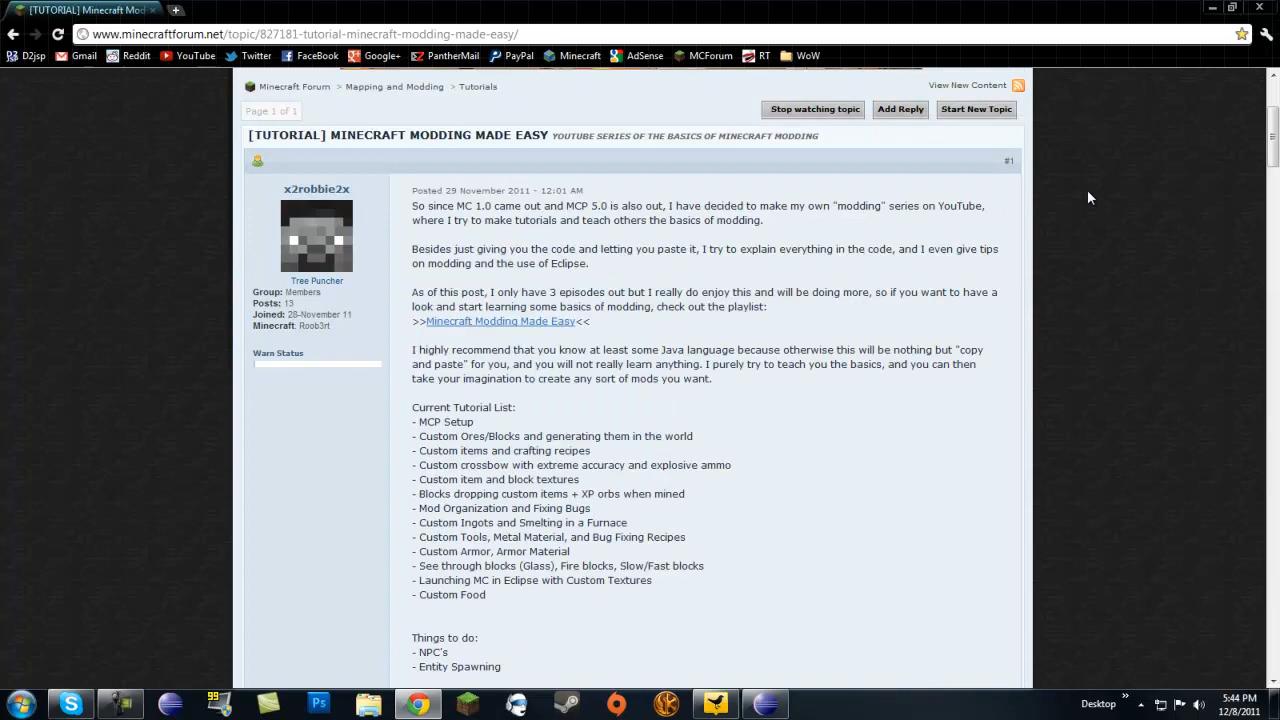 [TUTORIAL] Minecraft Mod
www.minecraftforum.net/topic/827181-tutorial-minecraft-modding-made-easy/
D2jsp Gmail Reddit YouTube Twitter FaceBook Google+ PantherMail PayPal Minecraft AdSense MCForum RT WoW
Minecraft Forum > Mapping and Modding > Tutorials
View New Content
Page 1 of 1
Stop watching topic Add Reply Start New Topic
[TUTORIAL] MINECRAFT MODDING MADE EASY YOUTUBE SERIES OF THE BASICS OF MINECRAFT MODDING
#1
x2robbie2x
Tree Puncher
Group: Members
Posts: 13
Joined: 28-November 11
Minecraft: Roob3rt
Warn Status
Posted 29 November 2011 - 12:01 AM
So since MC 1.0 came out and MCP 5.0 is also out, I have decided to make my own "modding" series on YouTube,
where I try to make tutorials and teach others the basics of modding.
Besides just giving you the code and letting you paste it, I try to explain everything in the code, and I even give tips
on modding and the use of Eclipse.
As of this post, I only have 3 episodes out but I really do enjoy this and will be doing more, so if you want to have a
look and start learning some basics of modding, check out the playlist:
>>Minecraft Modding Made Easy<<
I highly recommend that you know at least some Java language because otherwise this will be nothing but "copy
and paste" for you, and you will not really learn anything. I purely try to teach you the basics, and you can then
take your imagination to create any sort of mods you want.
Current Tutorial List:
- MCP Setup
- Custom Ores/Blocks and generating them in the world
- Custom items and crafting recipes
- Custom crossbow with extreme accuracy and explosive ammo
- Custom item and block textures
- Blocks dropping custom items + XP orbs when mined
- Mod Organization and Fixing Bugs
- Custom Ingots and Smelting in a Furnace
- Custom Tools, Metal Material, and Bug Fixing Recipes
- Custom Armor, Armor Material
- See through blocks (Glass), Fire blocks, Slow/Fast blocks
- Launching MC in Eclipse with Custom Textures
- Custom Food
Things to do:
- NPC's
- Entity Spawning
99
Ps
Desktop
5:44 PM
12/8/2011